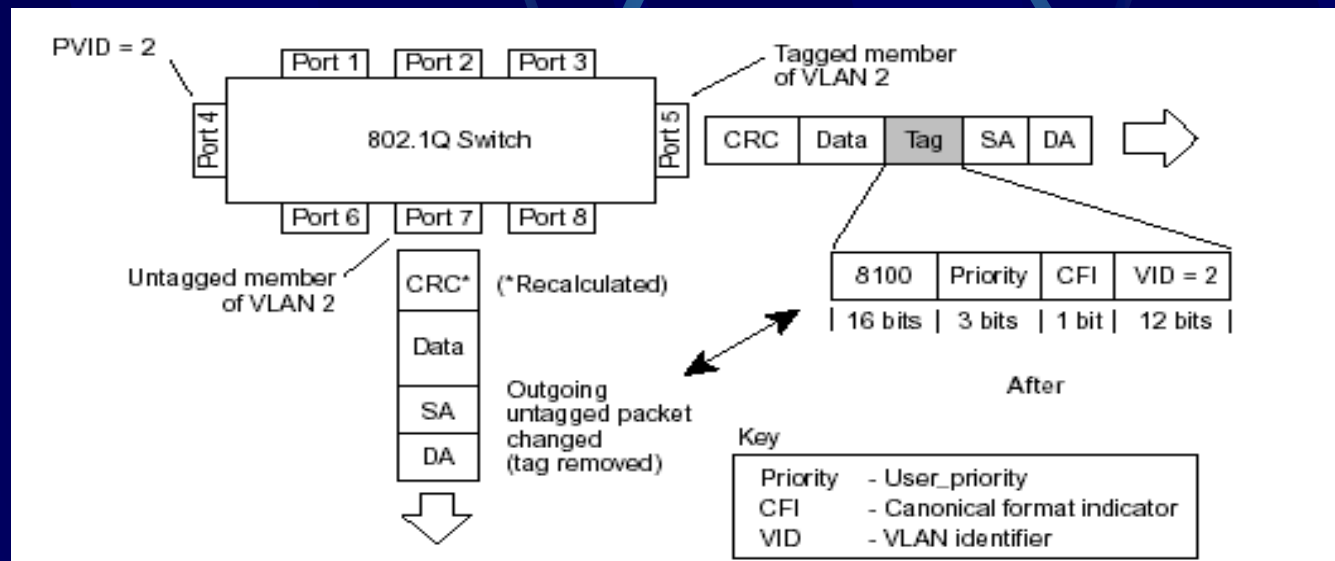 PVID = 2
Port 1
Port 2
Port 3
Tagged member
of VLAN 2
Port 4
802.1Q Switch
Port 5
CRC
Data
Tag
SA
DA
Port 6
Port 7
Port 8
Untagged member
of VLAN 2
CRC*
(*Recalculated)
8100
Priority
CFI
VID = 2
16 bits
3 bits
1 bit
12 bits
Data
SA
DA
Outgoing
untagged packet
changed
(tag removed)
After
Key
Priority - User_priority
CFI - Canonical format indicator
VID - VLAN identifier